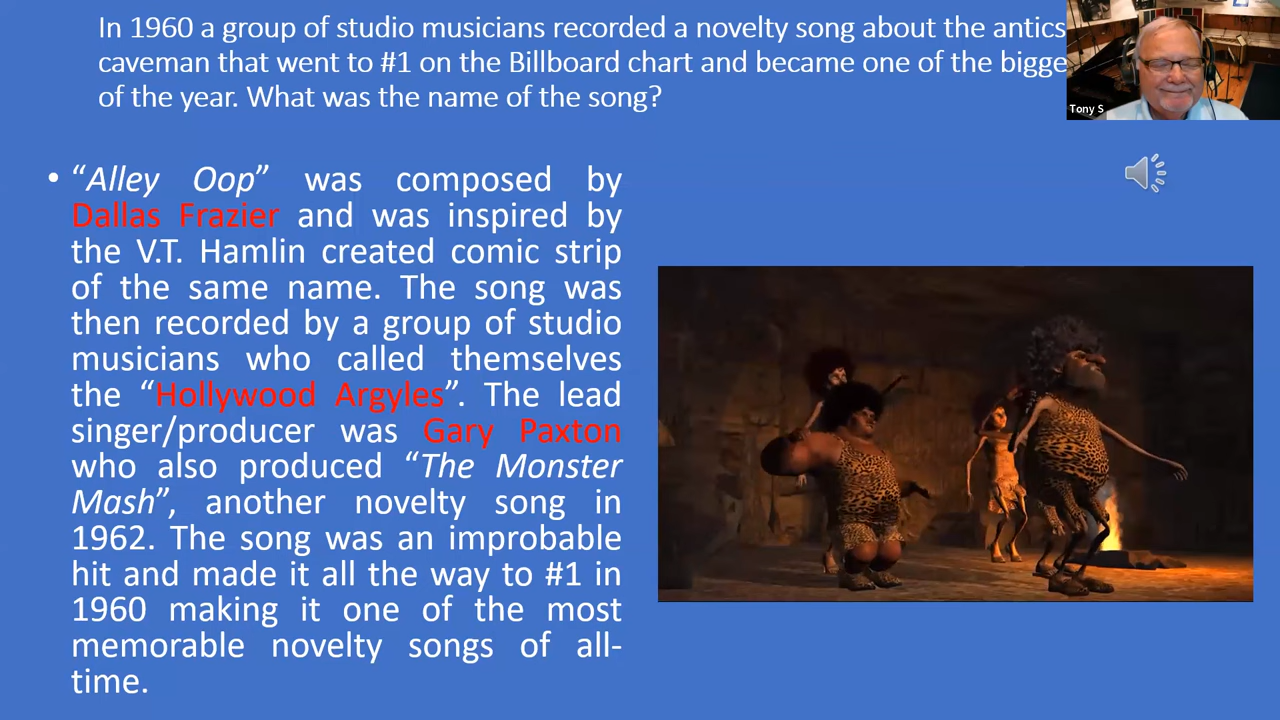 In 1960 a group of studio musicians recorded a novelty song about the antics
caveman that went to #1 on the Billboard chart and became one of the
of the year. What was the name of the song?
Tony S
• “Alley Oop” was composed by
Dallas Frazier and was inspired by
the V.T. Hamlin created comic strip
of the same name. The song was
then recorded by a group of studio
musicians who called themselves
the “Hollywood Argyles”. The lead
singer/producer was Gary Paxton
who also produced “The Monster
Mash”, another novelty song in
1962. The song was an improbable
hit and made it all the way to #1 in
1960 making it one of the most
memorable novelty songs of all-
time.